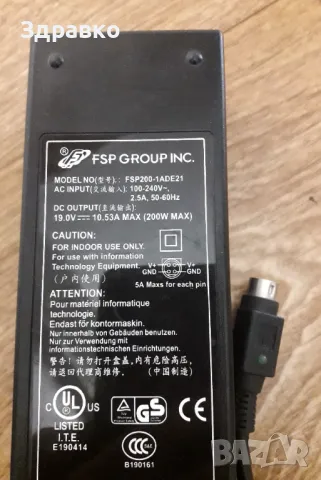 Здравко
FSP GROUP INC.
MODEL NO(型号).: FSP200-1ADE21
AC INPUT(交流输入): 100-240V~,
2.5A, 50-60Hz
DC OUTPUT(直流输出):
19.0V⎓ 10.53A MAX (200W MAX)
CAUTION:
FOR INDOOR USE ONLY.
For use with information
Technology Equipment.
(户内使用)
V+ V+
GND GND
5A Maxs for each pin
ATTENTION:
Pour matériel informatique
technologie.
Endast för kontormaskin.
Nur innerhalb von Gebäuden benutzen.
Nur zur Verwendung mit
informationstechnischen Einrichtungen.
警告!请勿打开盒盖,内有危险高压,
请退回代理商维修. (中国制造)
C UL US
LISTED
I.T.E.
E190414
GS
CCC
S&E
B190161
BAZAR